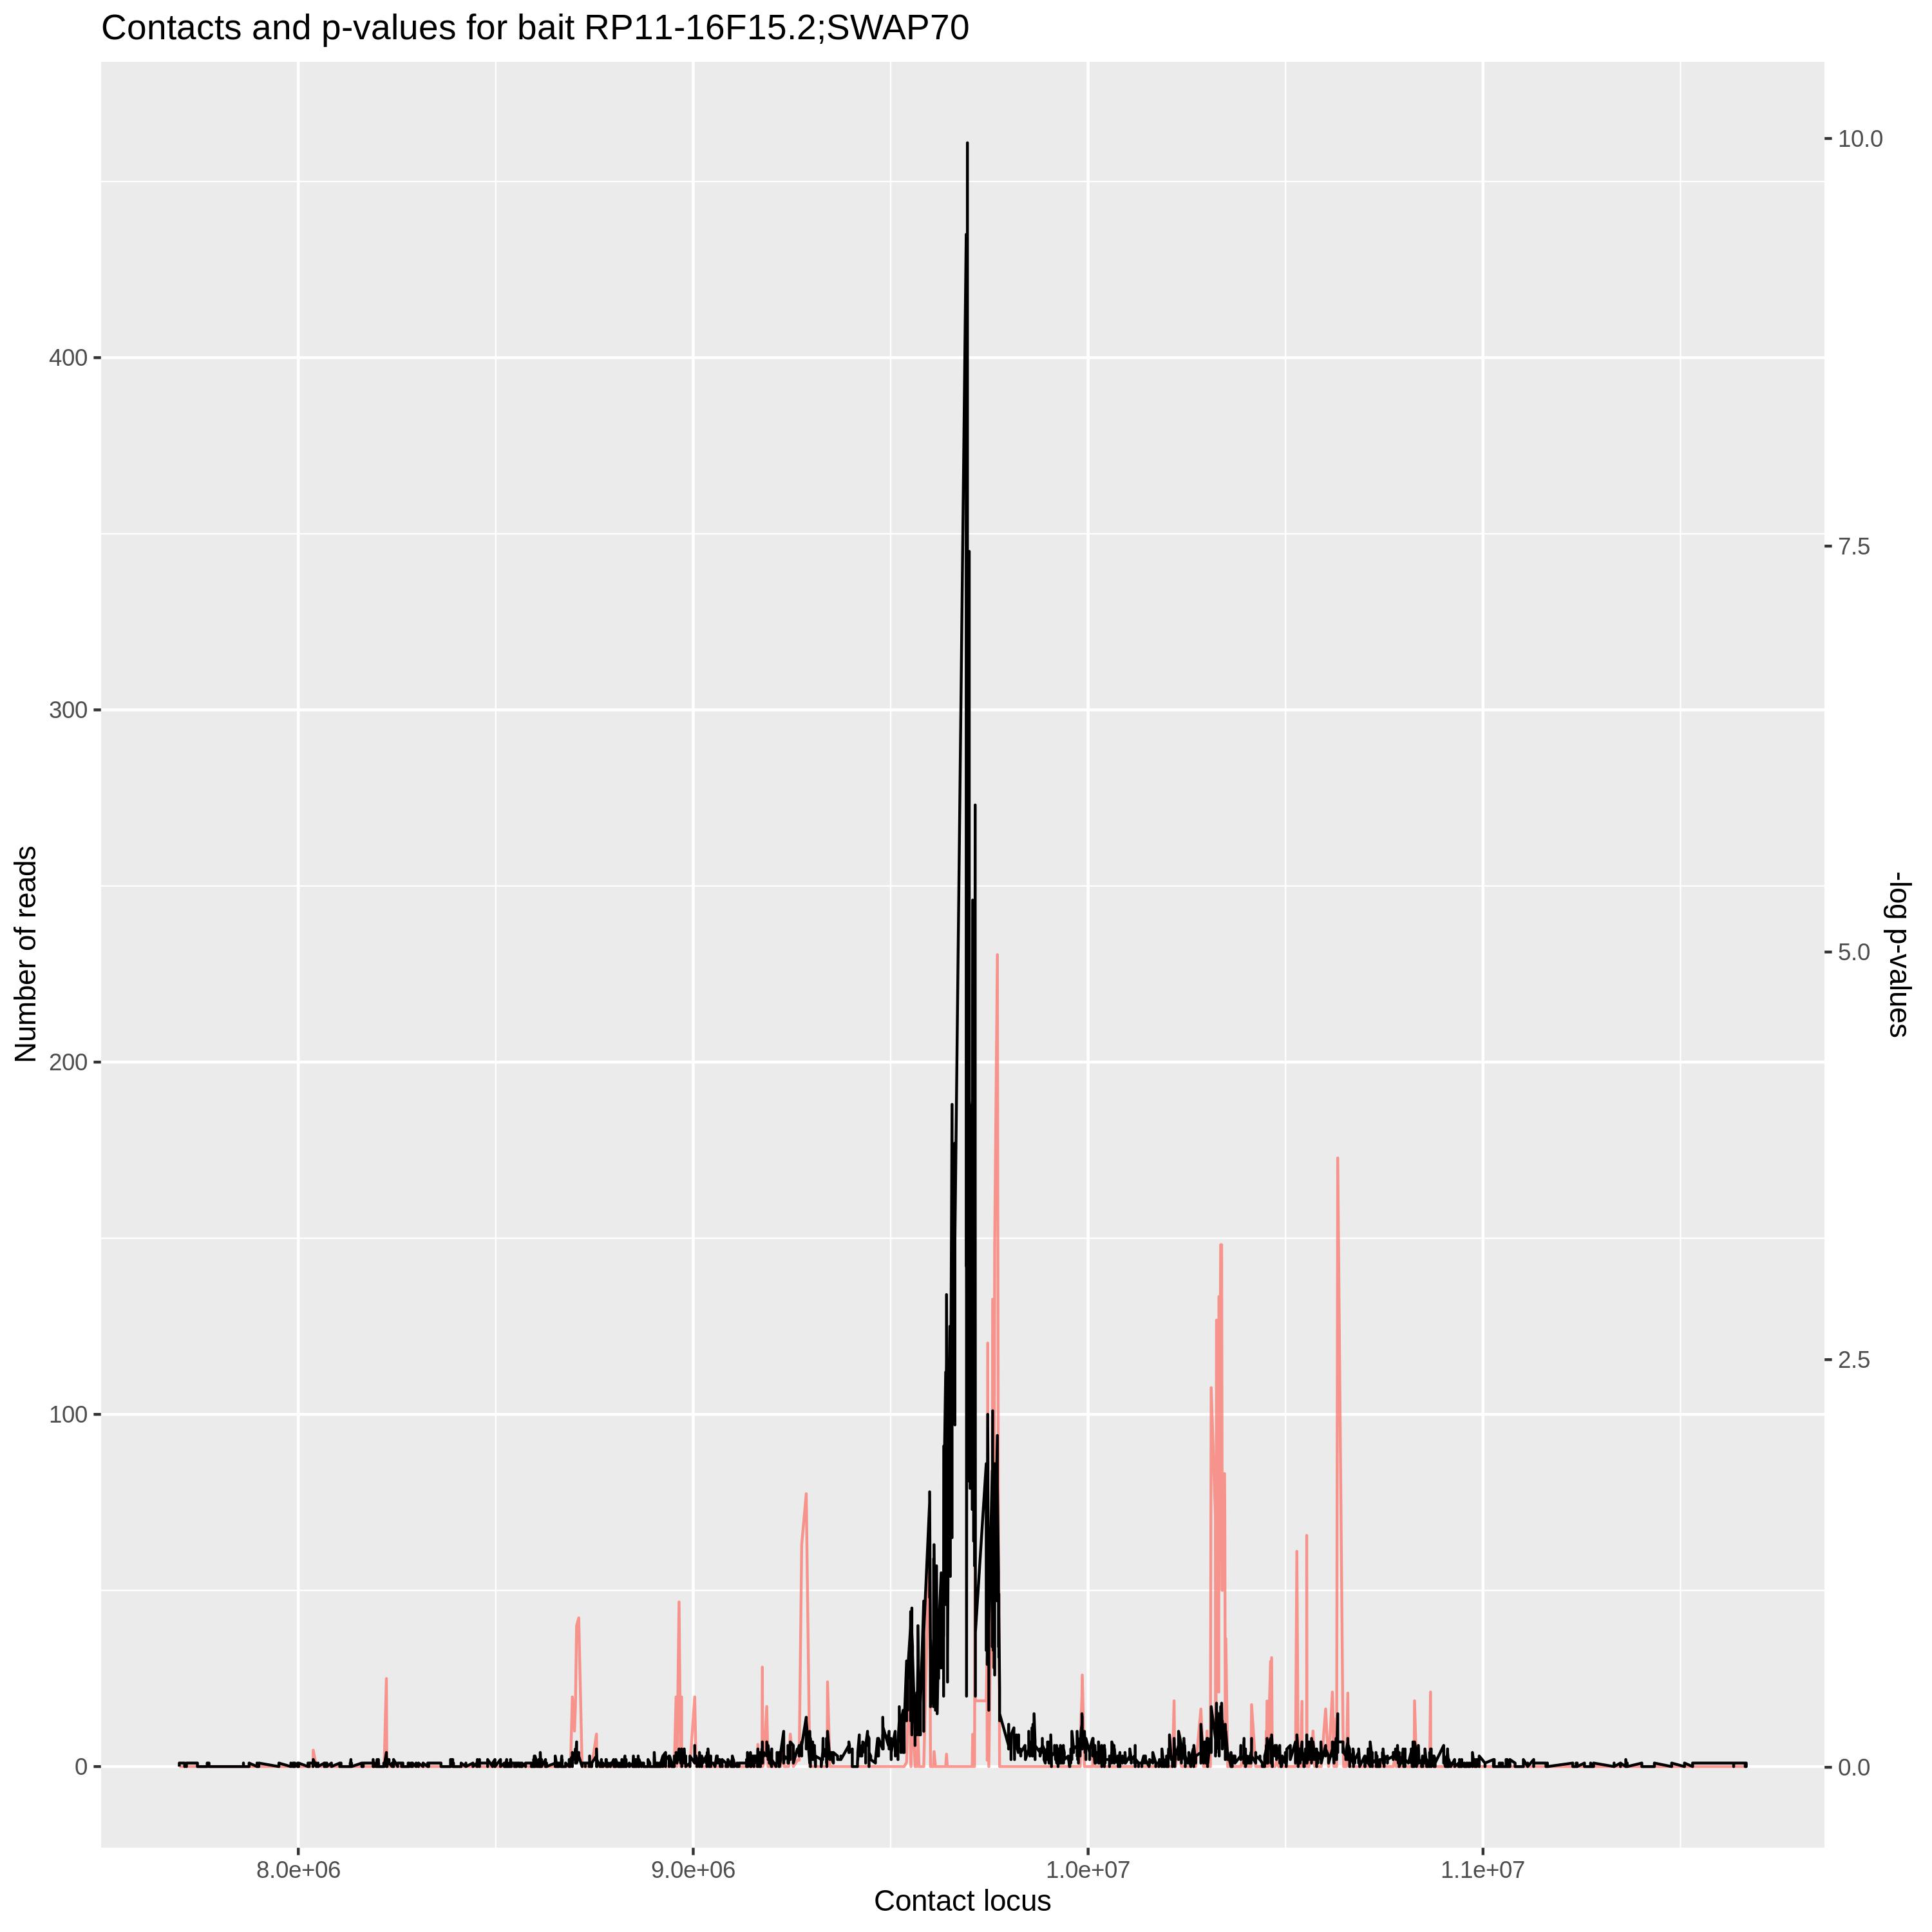 Contacts and p-values for bait RP11-16F15.2;SWAP70
10.0
400
7.5
300
Number of reads
-log p-values
5.0
200
2.5
100
0
0.0
8.0e+06 9.0e+06 1.0e+07 1.1e+07
Contact locus